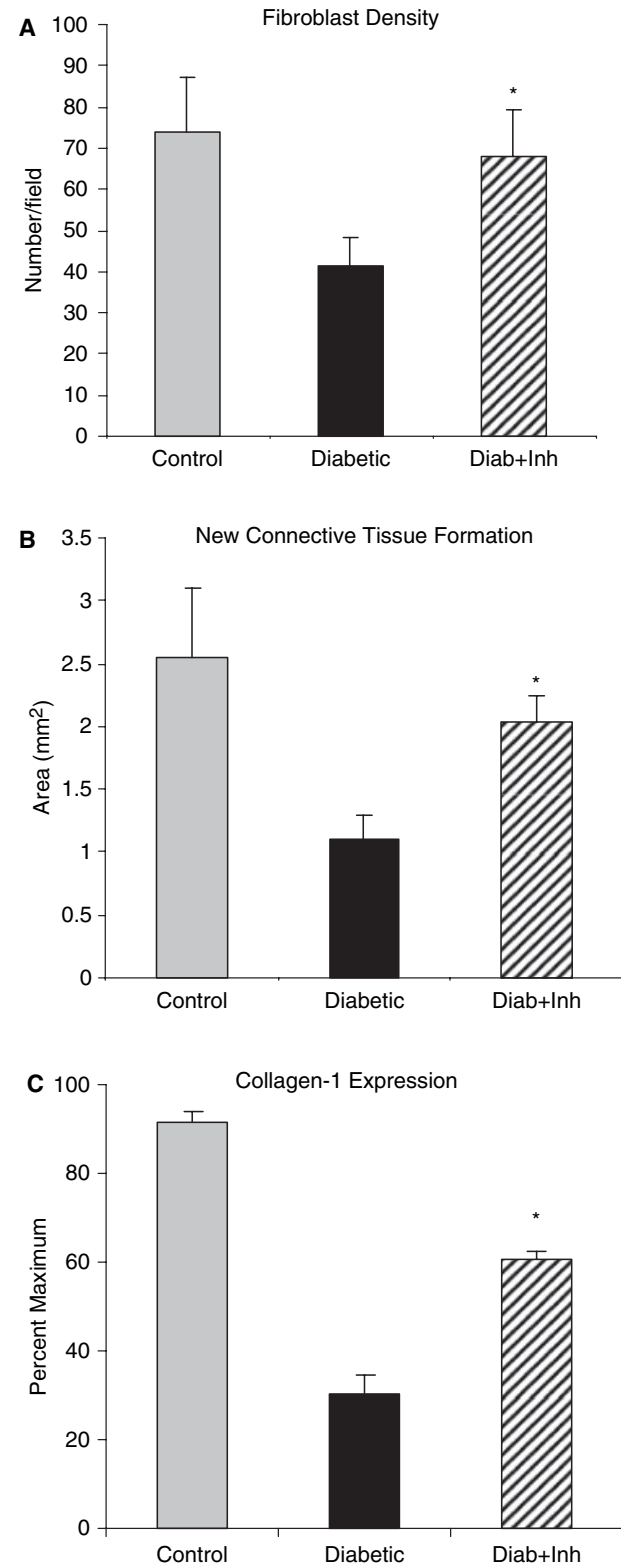 A
Fibroblast Density
Number/field
100
90
80
70
60
50
40
30
20
10
0
*
Control Diabetic Diab+Inh
B
New Connective Tissue Formation
Area (mm²)
3.5
3
2.5
2
1.5
1
0.5
0
*
Control Diabetic Diab+Inh
C
Collagen-1 Expression
Percent Maximum
100
80
60
40
20
0
*
Control Diabetic Diab+Inh